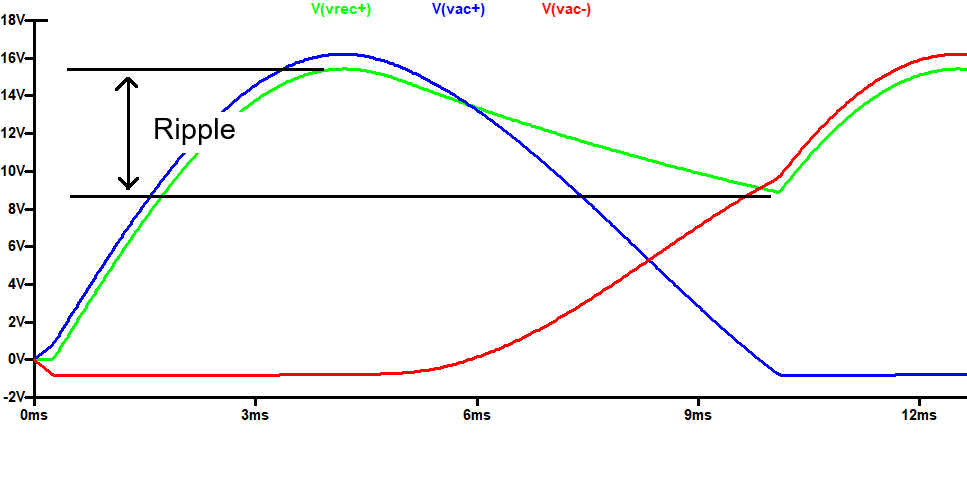 V(vrec+) V(vac+) V(vac-)
18V
16V
14V
12V
10V
8V
6V
4V
2V
0V
-2V
Ripple
0ms 3ms 6ms 9ms 12ms